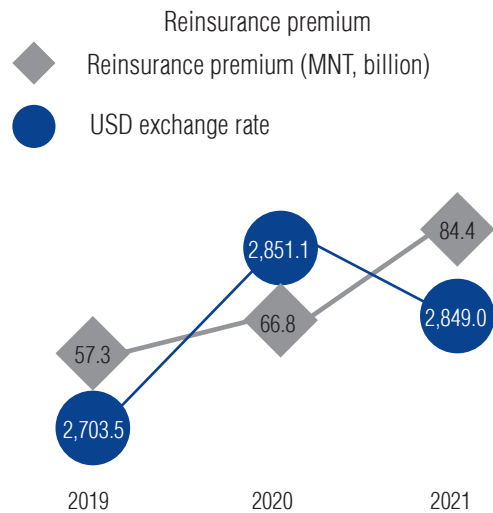 Reinsurance premium
Reinsurance premium (MNT, billion)
USD exchange rate
84.4
2,851.1
66.8
2,849.0
57.3
2,703.5
2019 2020 2021